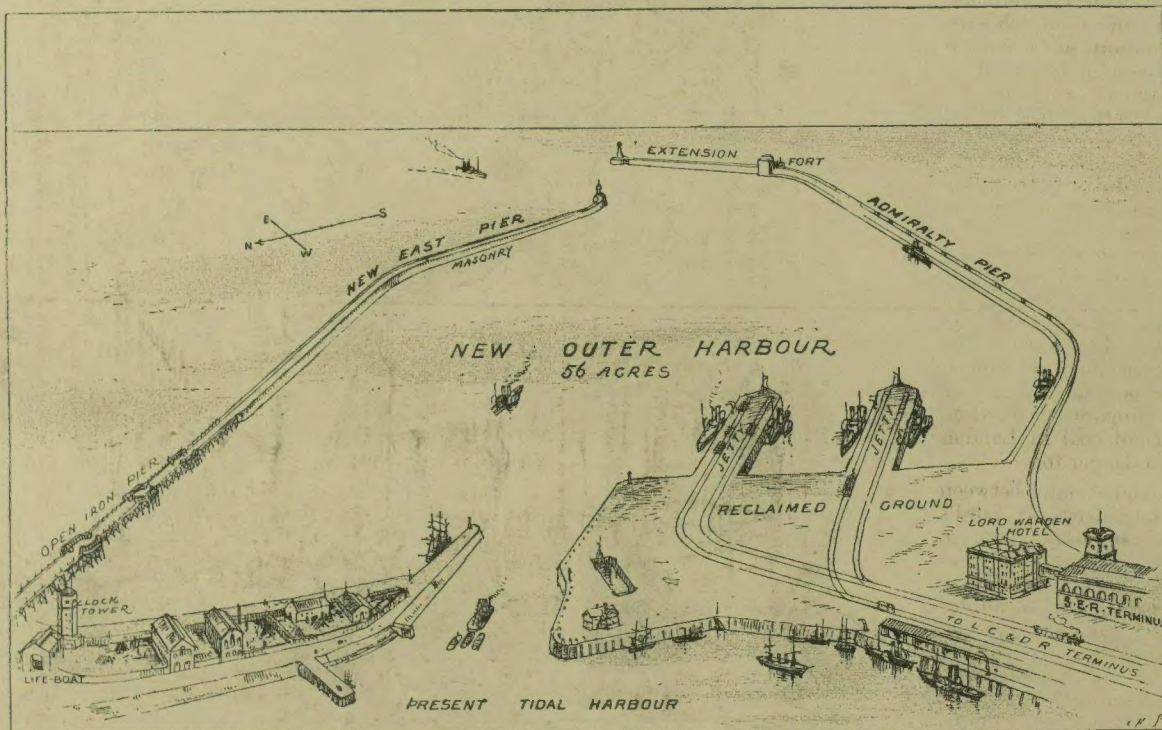 EXTENSION
FORT
ADMIRALTY PIER
E
S
N
W
NEW EAST PIER
MASONRY
NEW OUTER HARBOUR
56 ACRES
JETTY
JETTY
OPEN IRON PIER
RECLAIMED GROUND
LORD WARDEN
HOTEL
CLOCK
TOWER
S.E.R. TERMINUS
TO L. C. & D. R. TERMINUS
LIFE-BOAT
PRESENT TIDAL HARBOUR